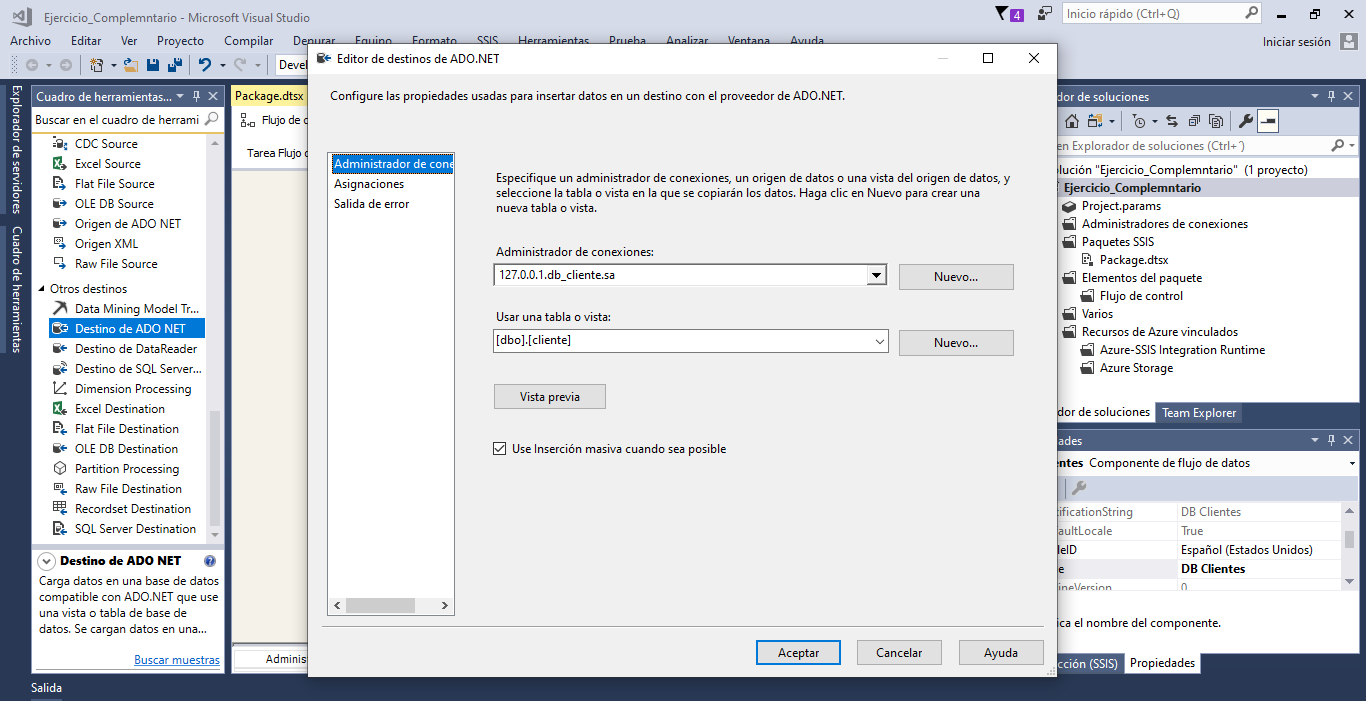 Ejercicio_Complemntario - Microsoft Visual Studio
4
Inicio rápido (Ctrl+Q)
Archivo Editar Ver Proyecto Compilar Depurar Equipo Formato SSIS Herramientas Prueba Analizar Ventana Ayuda
Iniciar sesión
Devel
Explorador de servidores
Cuadro de herramientas
Cuadro de herramientas...
Buscar en el cuadro de herrami
CDC Source
Excel Source
Flat File Source
OLE DB Source
Origen de ADO NET
Origen XML
Raw File Source
Otros destinos
Data Mining Model Tr...
Destino de ADO NET
Destino de DataReader
Destino de SQL Server...
Dimension Processing
Excel Destination
Flat File Destination
OLE DB Destination
Partition Processing
Raw File Destination
Recordset Destination
SQL Server Destination
Destino de ADO NET
Carga datos en una base de datos
compatible con ADO.NET que use
una vista o tabla de base de
datos. Se cargan datos en una...
Buscar muestras
Salida
Package.dtsx
Flujo de c
Tarea Flujo d
Adminis
Editor de destinos de ADO.NET
Configure las propiedades usadas para insertar datos en un destino con el proveedor de ADO.NET.
Administrador de cone
Asignaciones
Salida de error
Especifique un administrador de conexiones, un origen de datos o una vista del origen de datos, y
seleccione la tabla o vista en la que se copiarán los datos. Haga clic en Nuevo para crear una
nueva tabla o vista.
Administrador de conexiones:
127.0.0.1.db_cliente.sa
Nuevo...
Usar una tabla o vista:
[dbo].[cliente]
Nuevo...
Vista previa
Use Inserción masiva cuando sea posible
Aceptar Cancelar Ayuda
dor de soluciones
en Explorador de soluciones (Ctrl+´)
olución "Ejercicio_Complemntario" (1 proyecto)
Ejercicio_Complemntario
Project.params
Administradores de conexiones
Paquetes SSIS
Package.dtsx
Elementos del paquete
Flujo de control
Varios
Recursos de Azure vinculados
Azure-SSIS Integration Runtime
Azure Storage
dor de soluciones Team Explorer
ades
entes Componente de flujo de datos
tificationString DB Clientes
aultLocale True
leID Español (Estados Unidos)
e DB Clientes
lineVersion 0
ica el nombre del componente.
cción (SSIS) Propiedades